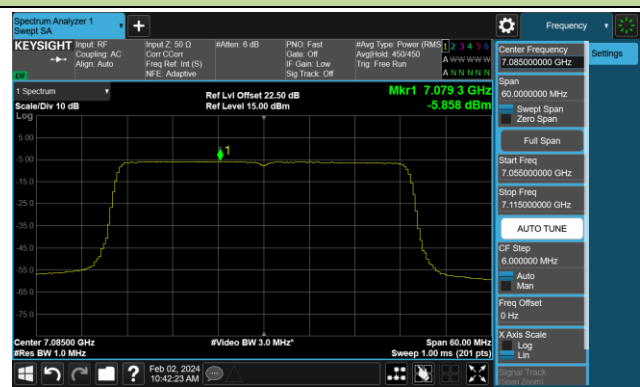 Spectrum Analyzer 1
Swept SA
Frequency
KEYSIGHT
Input: RF
Coupling: AC
Align: Auto
Input Z: 50 Ω
Corr CCorr
Freq Ref: Int (S)
NFE: Adaptive
#Atten: 6 dB
PNO: Fast
Gate: Off
IF Gain: Low
Sig Track: Off
#Avg Type: Power (RMS
Avg|Hold: 450/450
Trig: Free Run
1 2 3 4 5 6
A W W W W W
A N N N N N
LV
Center Frequency
7.085000000 GHz
Settings
Span
60.0000000 MHz
Swept Span
Zero Span
Full Span
Start Freq
7.055000000 GHz
Stop Freq
7.115000000 GHz
AUTO TUNE
CF Step
6.000000 MHz
Auto
Man
Freq Offset
0 Hz
X Axis Scale
Log
Lin
Signal Track
(Span Zoom)
1 Spectrum
Scale/Div 10 dB
Log
Ref Lvl Offset 22.50 dB
Ref Level 15.00 dBm
Mkr1 7.079 3 GHz
-5.858 dBm
1
5.00
-5.00
-15.0
-25.0
-35.0
-45.0
-55.0
-65.0
-75.0
Center 7.08500 GHz
#Video BW 3.0 MHz*
Span 60.00 MHz
#Res BW 1.0 MHz
Sweep 1.00 ms (201 pts)
?
Feb 02, 2024
10:42:23 AM